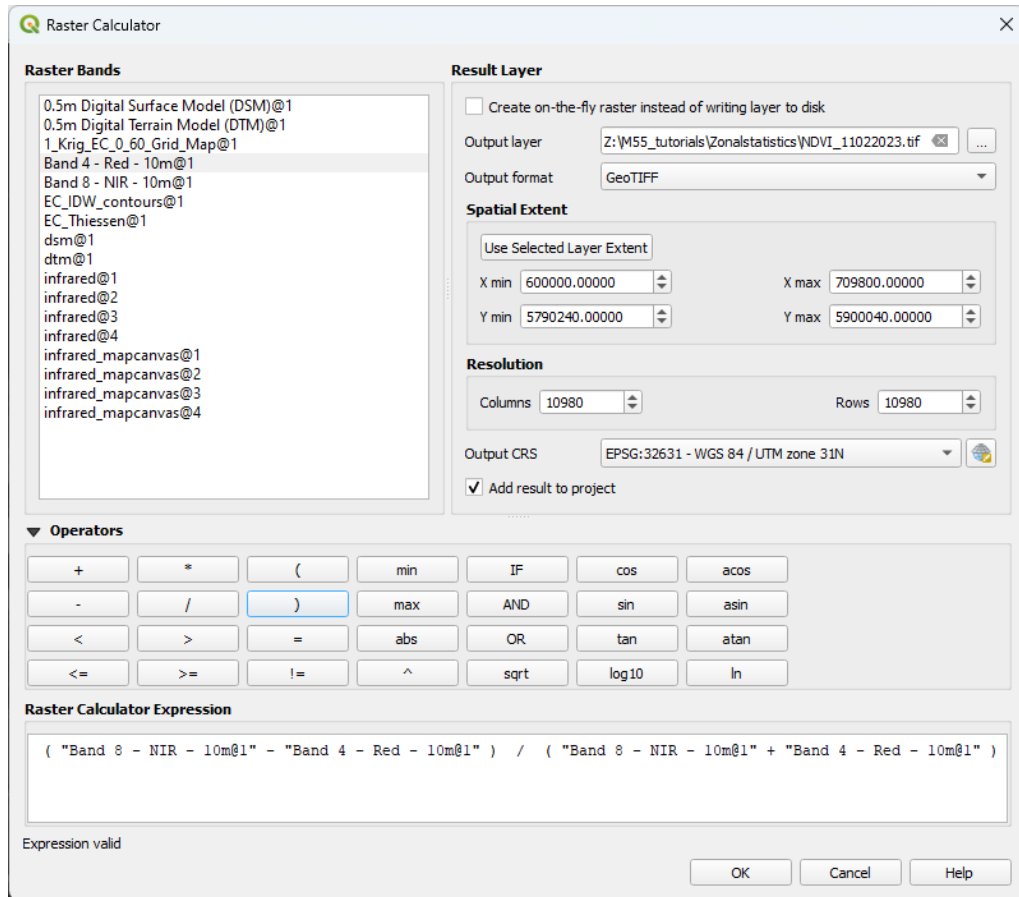 Raster Calculator
Raster Bands
0.5m Digital Surface Model (DSM)@1
0.5m Digital Terrain Model (DTM)@1
1_Krig_EC_0_60_Grid_Map@1
Band 4 - Red - 10m@1
Band 8 - NIR - 10m@1
EC_IDW_contours@1
EC_Thiessen@1
dsm@1
dtm@1
infrared@1
infrared@2
infrared@3
infrared@4
infrared_mapcanvas@1
infrared_mapcanvas@2
infrared_mapcanvas@3
infrared_mapcanvas@4
Result Layer
Create on-the-fly raster instead of writing layer to disk
Output layer Z:\M55_tutorials\Zonalstatistics\NDVI_11022023.tif ...
Output format GeoTIFF
Spatial Extent
Use Selected Layer Extent
X min 600000.00000 X max 709800.00000
Y min 5790240.00000 Y max 5900040.00000
Resolution
Columns 10980 Rows 10980
Output CRS EPSG:32631 - WGS 84 / UTM zone 31N
Add result to project
Operators
+ * ( min IF cos acos
- / ) max AND sin asin
< > = abs OR tan atan
<= >= != ^ sqrt log10 ln
Raster Calculator Expression
( "Band 8 - NIR - 10m@1" - "Band 4 - Red - 10m@1" ) / ( "Band 8 - NIR - 10m@1" + "Band 4 - Red - 10m@1" )
Expression valid
OK Cancel Help